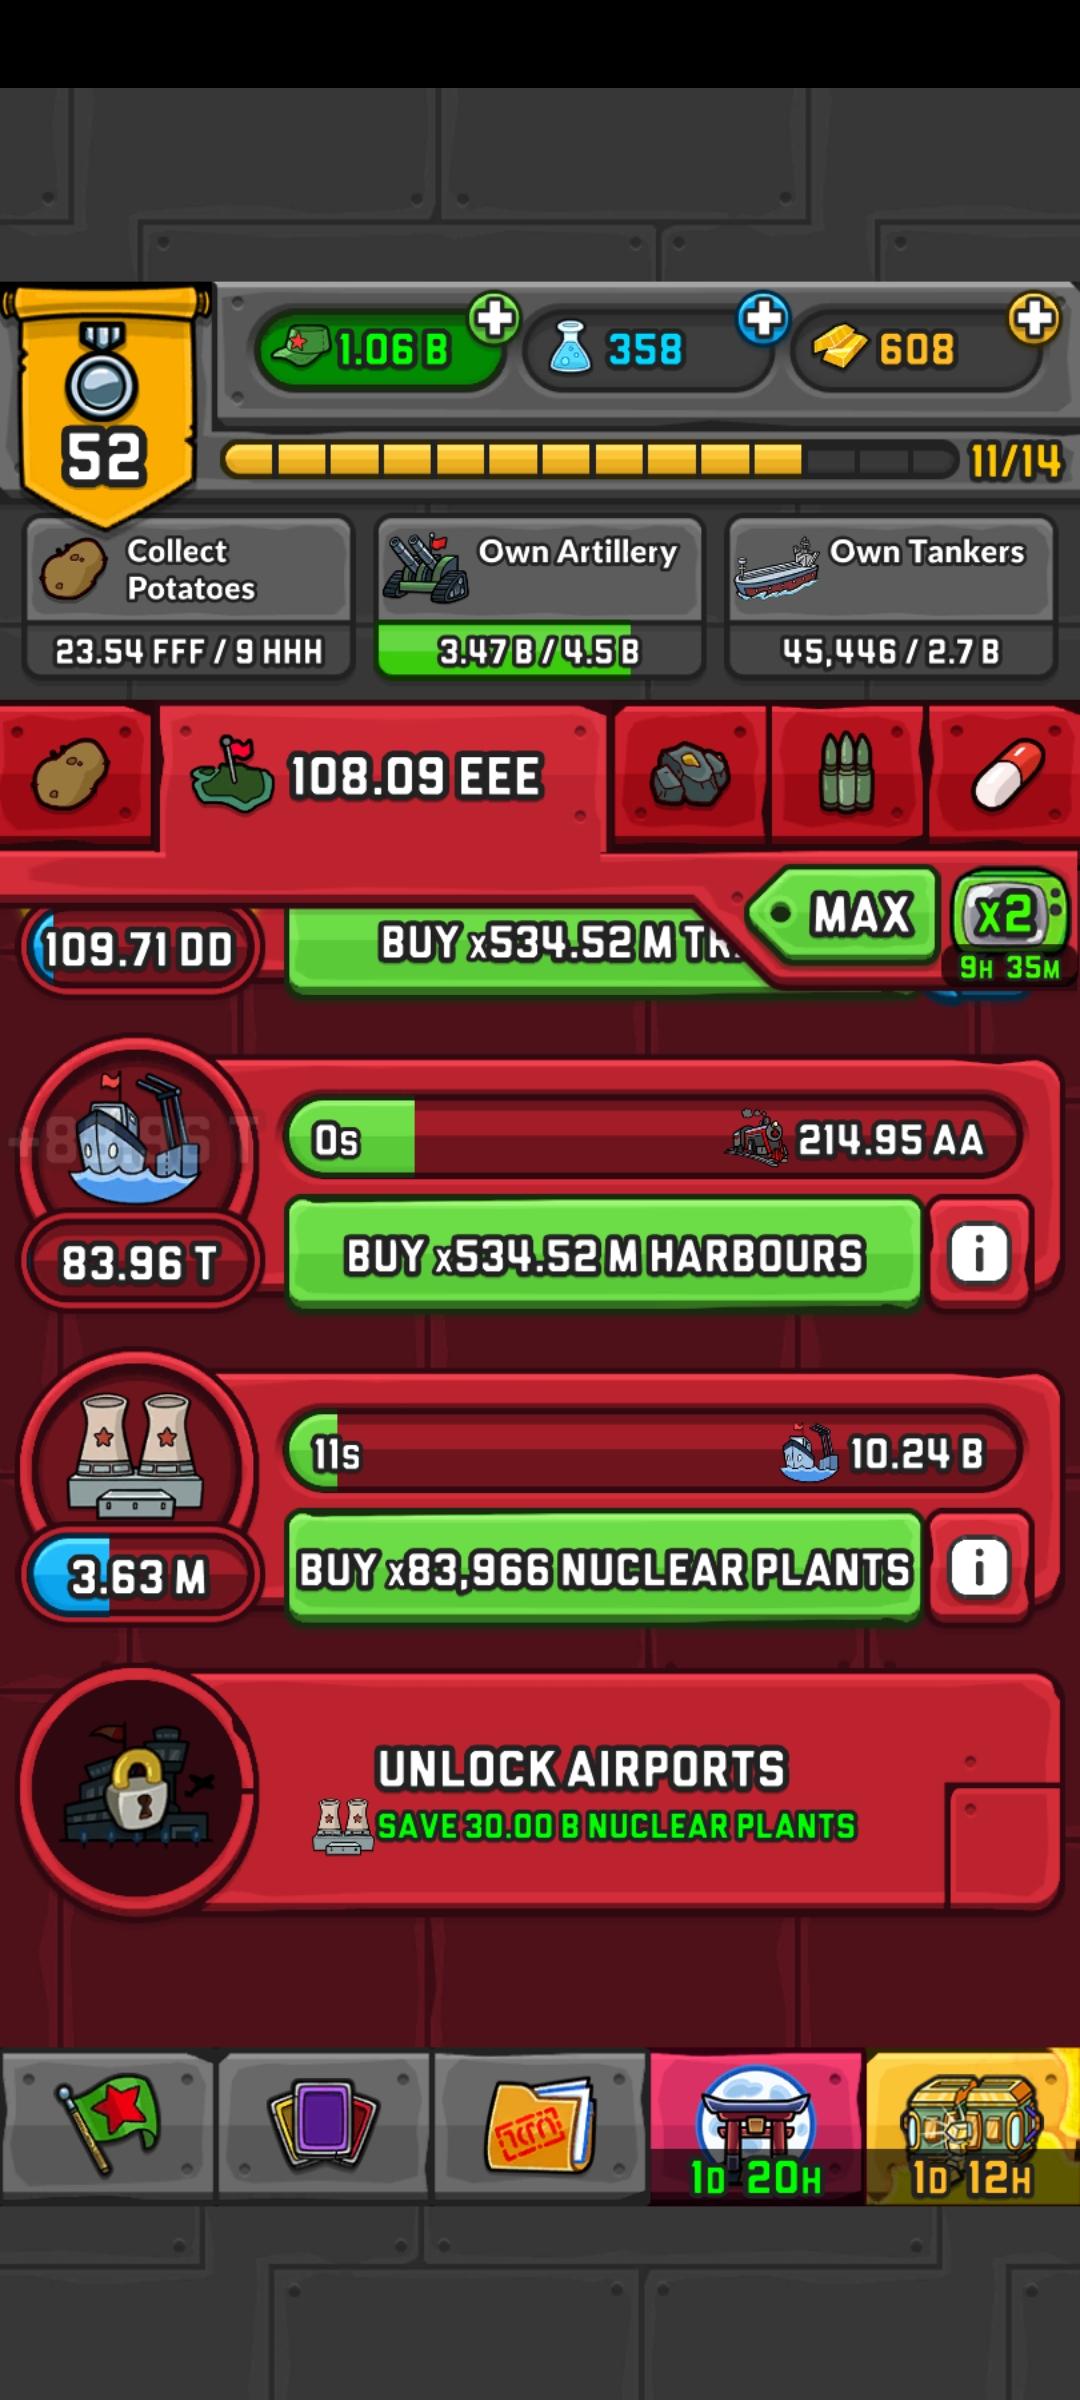 1.06 B
358
608
52
11/14
Collect
Potatoes
Own Artillery
Own Tankers
23.54 FFF / 9 HHH
3.47 B / 4.5 B
45,446 / 2.7 B
108.09 EEE
MAX
x2
9H 35M
109.71 DD
BUY x534.52 M TR
0s
214.95 AA
83.96 T
BUY x534.52 M HARBOURS
i
11s
10.24 B
3.63 M
BUY x83,966 NUCLEAR PLANTS
i
UNLOCK AIRPORTS
SAVE 30.00 B NUCLEAR PLANTS
1D 20H
1D 12H